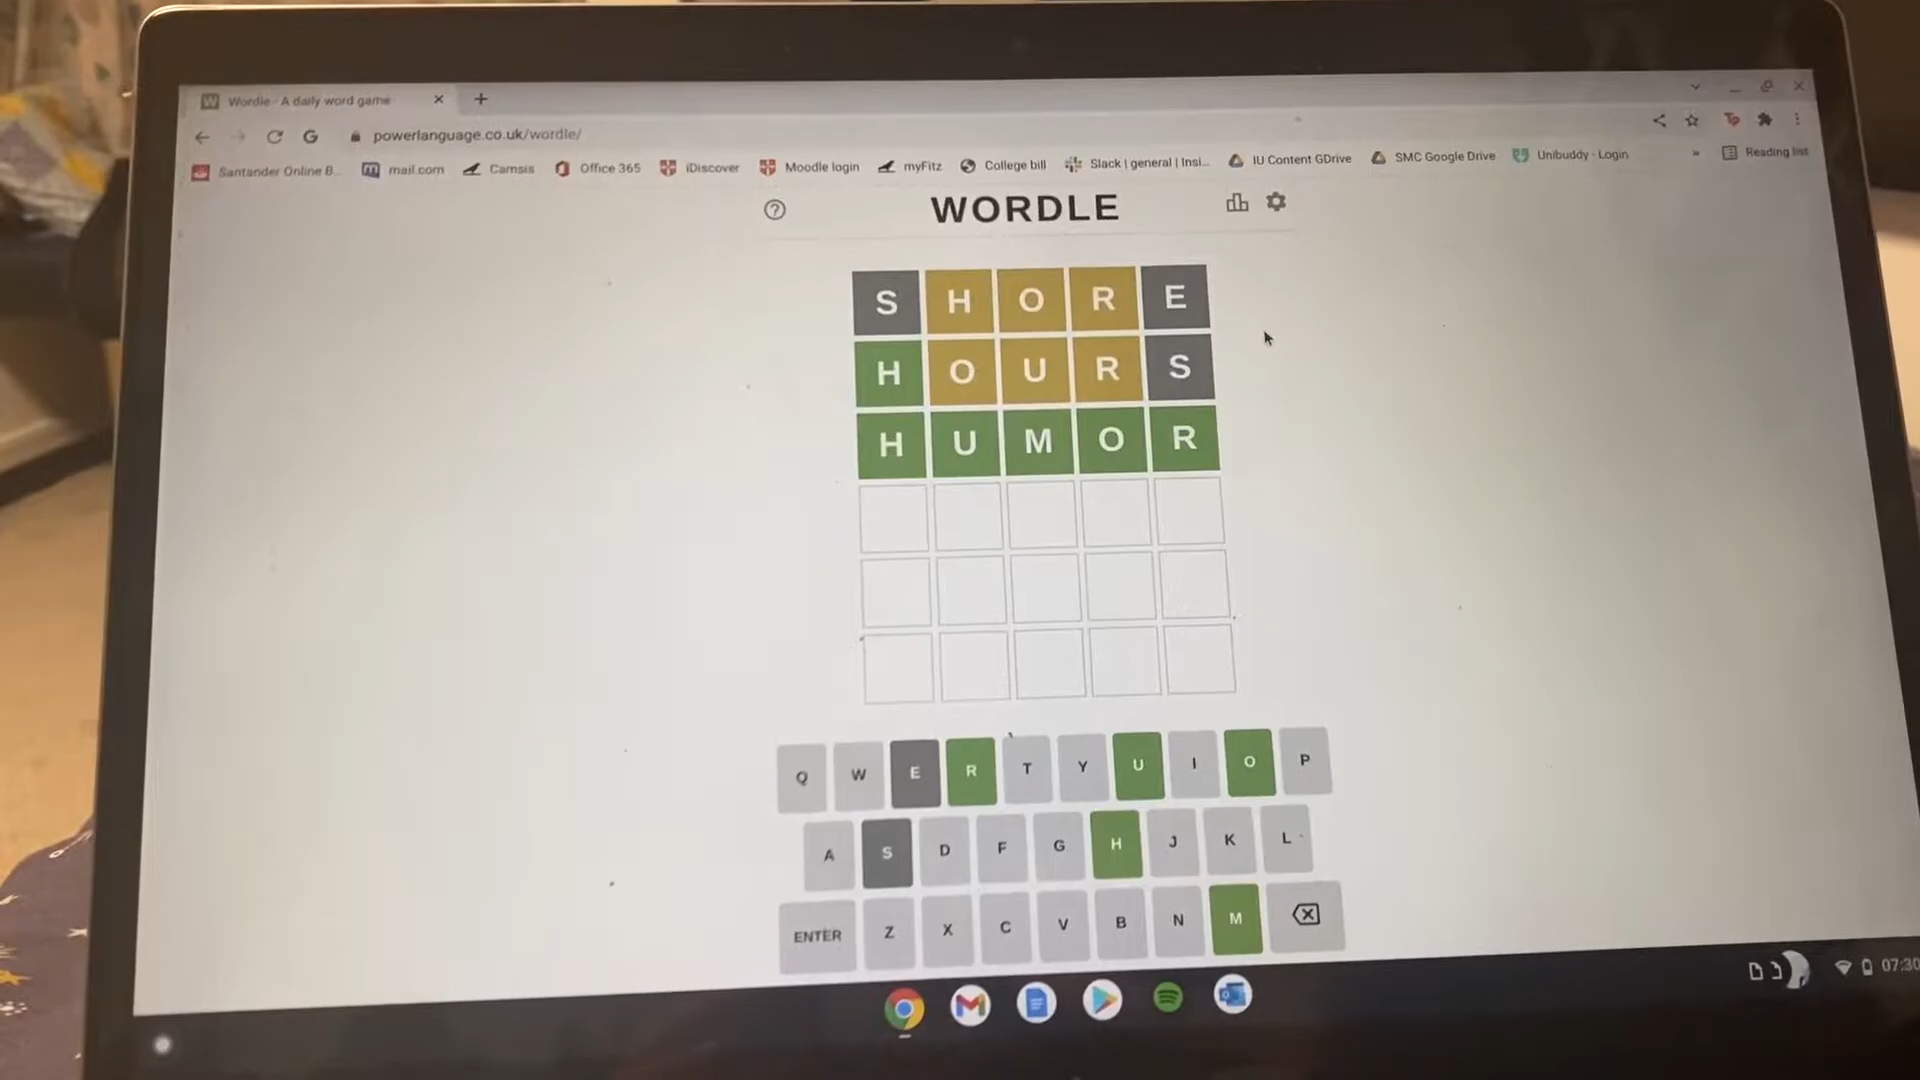 Wordle - A daily word game
powerlanguage.co.uk/wordle/
Santander Online B... mail.com Camsis Office 365 iDiscover Moodle login myFitz College bill Slack | general | Insi... IU Content GDrive SMC Google Drive Unibuddy - Login » Reading list
WORDLE
S H O R E
H O U R S
H U M O R
Q W E R T Y U I O P
A S D F G H J K L
ENTER Z X C V B N M
07:30